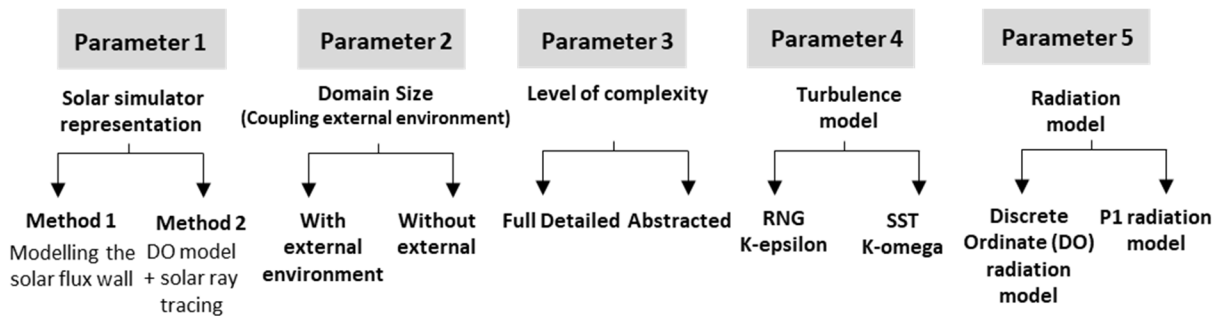 Parameter 1
Solar simulator
representation
Method 1
Modelling the
solar flux wall
Method 2
DO model
+ solar ray
tracing
Parameter 2
Domain Size
(Coupling external environment)
With
external
environment
Without
external
Parameter 3
Level of complexity
Full Detailed
Abstracted
Parameter 4
Turbulence
model
RNG
K-epsilon
SST
K-omega
Parameter 5
Radiation
model
Discrete
Ordinate (DO)
radiation
model
P1 radiation
model